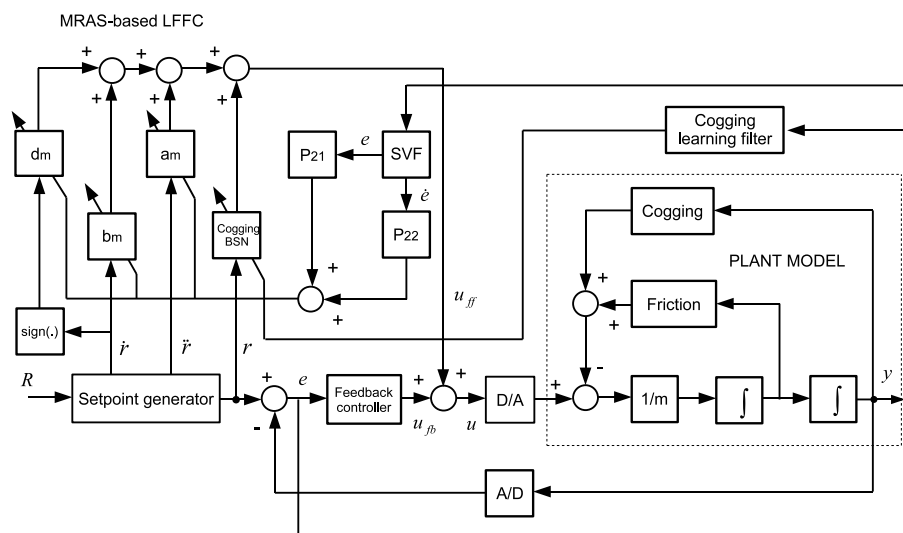 MRAS-based LFFC
+ + +
+ + +
dm
am
bm
Cogging
BSN
sign(.)
P21
e
SVF
ė
P22
+
+
Cogging
learning filter
Cogging
PLANT MODEL
+
Friction
+
-
u_ff
ṙ
r̈
r
R
Setpoint generator
+
-
e
Feedback
controller
+
u_fb
+
u
D/A
+
1/m
∫
∫
y
A/D